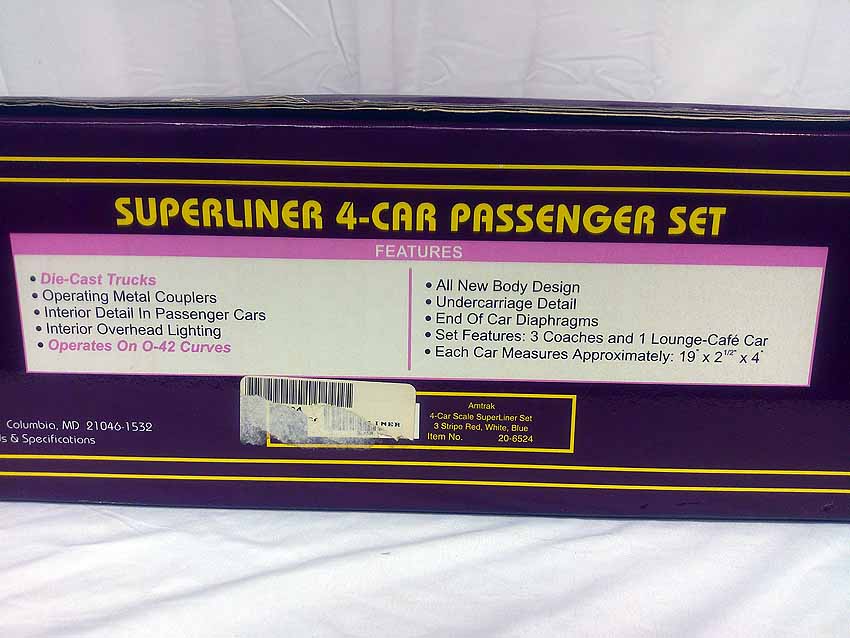 SUPERLINER 4-CAR PASSENGER SET
FEATURES
• Die-Cast Trucks
• Operating Metal Couplers
• Interior Detail In Passenger Cars
• Interior Overhead Lighting
• Operates On O-42 Curves
• All New Body Design
• Undercarriage Detail
• End Of Car Diaphragms
• Set Features: 3 Coaches and 1 Lounge-Café Car
• Each Car Measures Approximately: 19" x 2 1/2" x 4"
Columbia, MD 21046-1532
& Specifications
LINER
Amtrak
4-Car Scale SuperLiner Set
3 Stripe Red, White, Blue
Item No. 20-6524